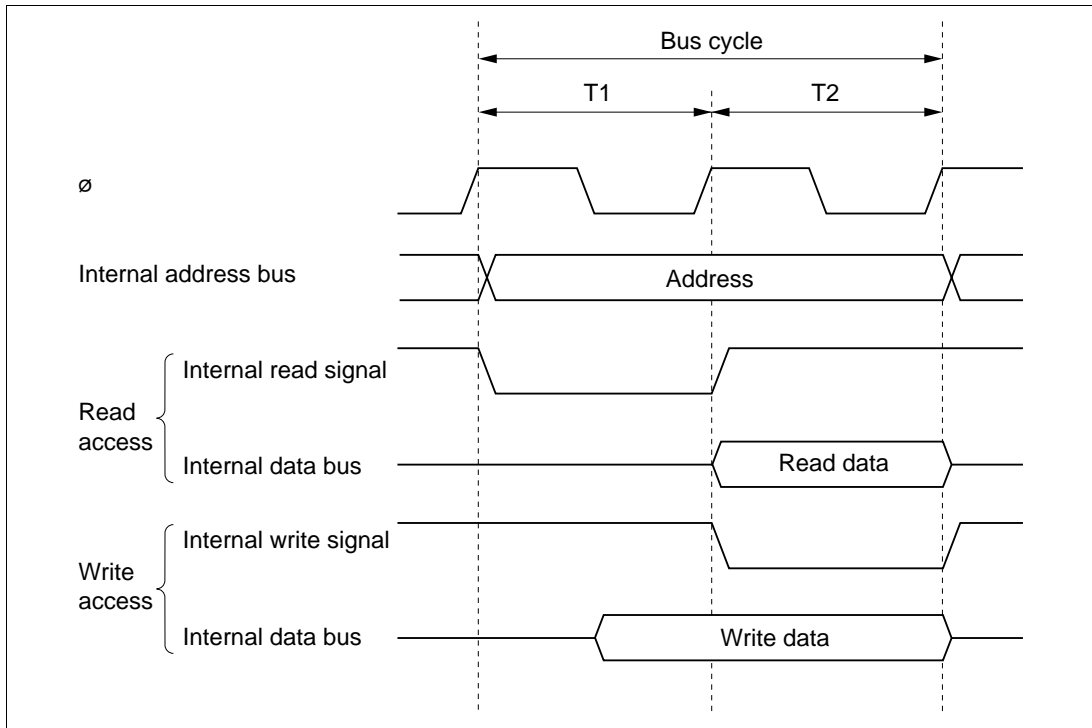 Bus cycle
T1
T2
ø
Internal address bus
Address
Read
access
Internal read signal
Internal data bus
Read data
Write
access
Internal write signal
Internal data bus
Write data